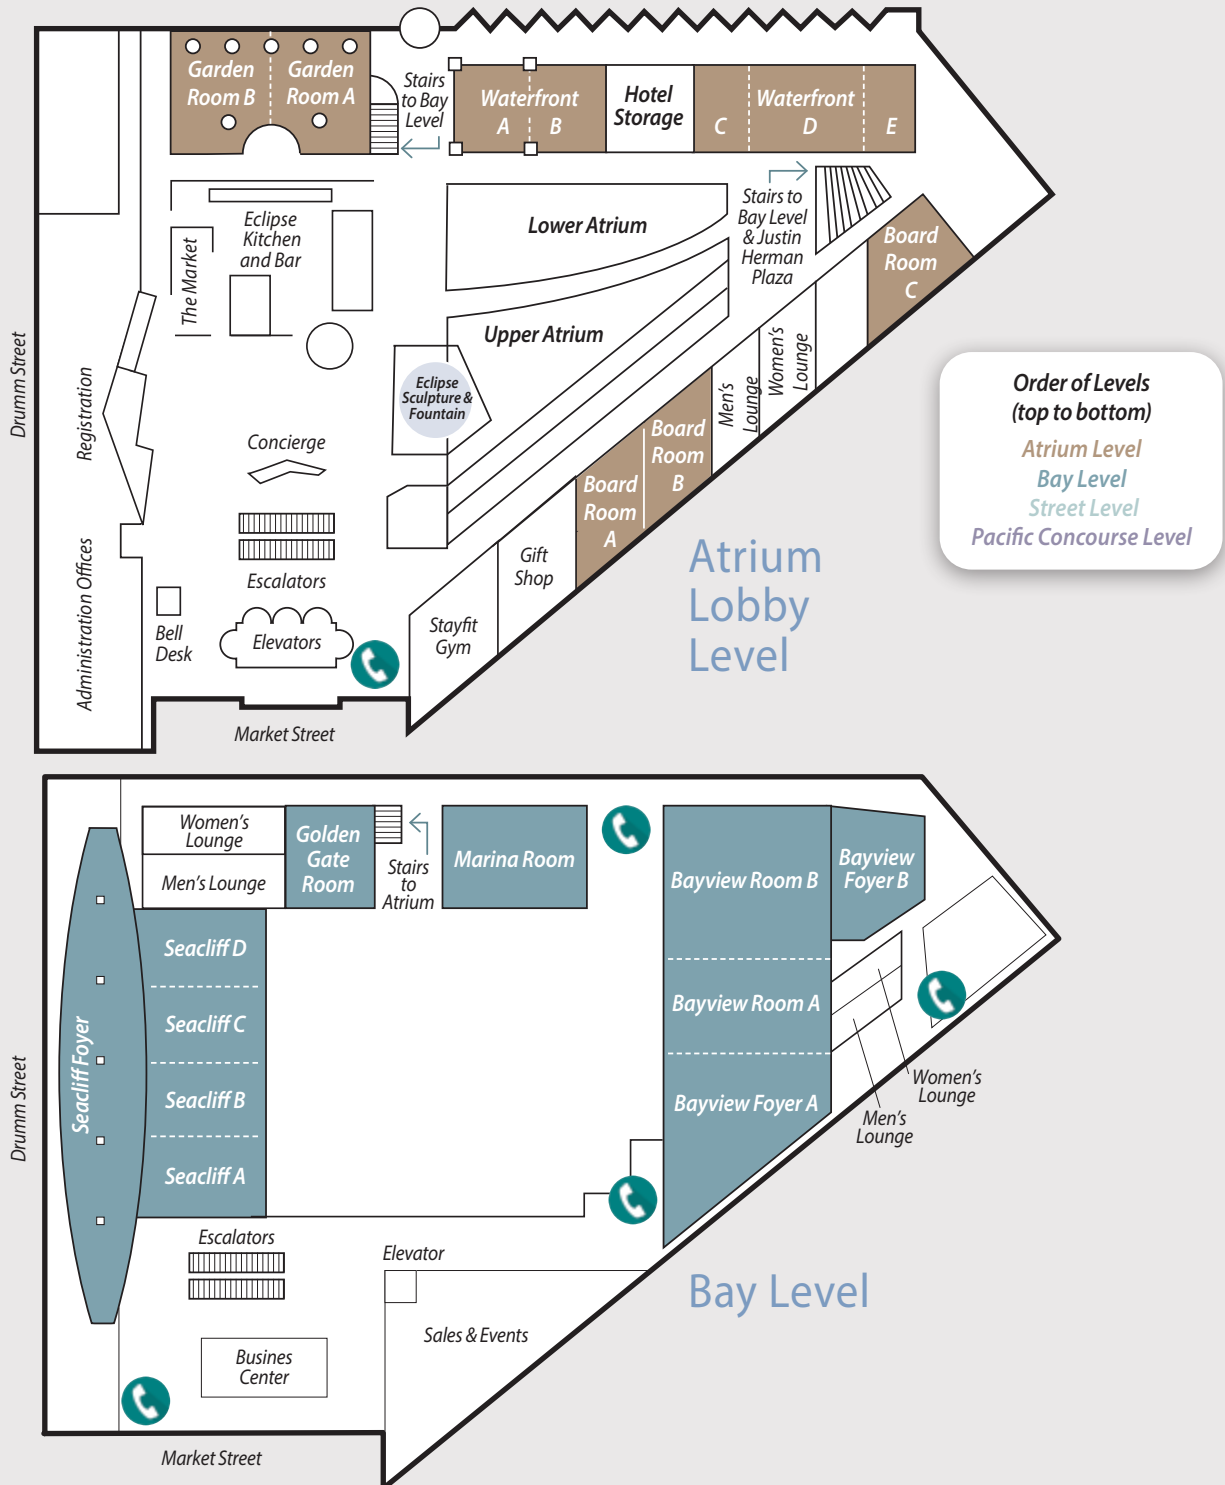 Garden
Room B
Garden
Room A
Stairs
to Bay
Level
Waterfront
A
B
Hotel
Storage
Waterfront
C
D
E
Stairs to
Bay Level
& Justin
Herman
Plaza
Lower Atrium
Eclipse
Kitchen
and Bar
The Market
Upper Atrium
Board
Room
C
Women's
Lounge
Men's
Lounge
Drumm Street
Registration
Eclipse
Sculpture &
Fountain
Order of Levels
(top to bottom)
Atrium Level
Bay Level
Street Level
Pacific Concourse Level
Concierge
Board
Room
B
Board
Room
A
Administration Offices
Escalators
Gift
Shop
Atrium
Lobby
Level
Bell
Desk
Elevators
Stayfit
Gym
Market Street
Women's
Lounge
Men's Lounge
Golden
Gate
Room
Stairs
to
Atrium
Marina Room
Bayview Room B
Bayview
Foyer B
Seacliff D
Seacliff C
Seacliff B
Seacliff A
Seacliff Foyer
Drumm Street
Bayview Room A
Bayview Foyer A
Women's
Lounge
Men's
Lounge
Escalators
Elevator
Bay Level
Sales & Events
Busines
Center
Market Street